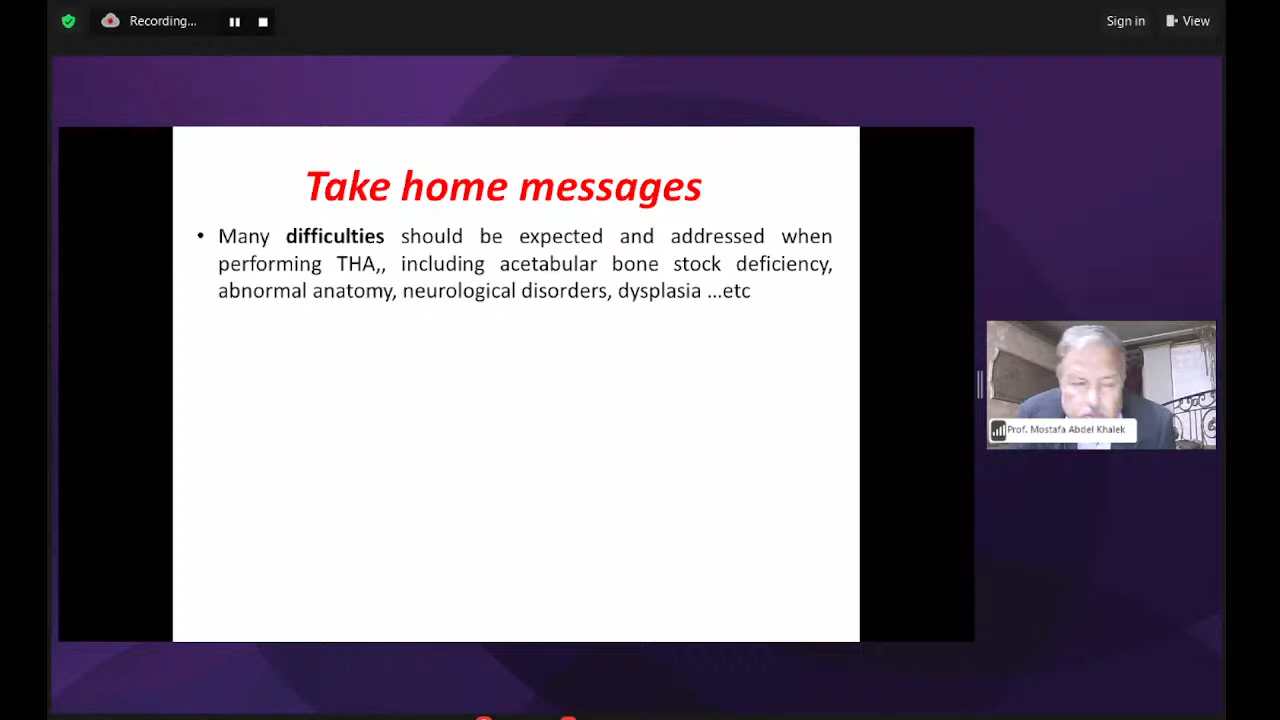 Recording...
Sign in
View
Take home messages
• Many difficulties should be expected and addressed when
performing THA,, including acetabular bone stock deficiency,
abnormal anatomy, neurological disorders, dysplasia ...etc
Prof. Mostafa Abdel Khalek